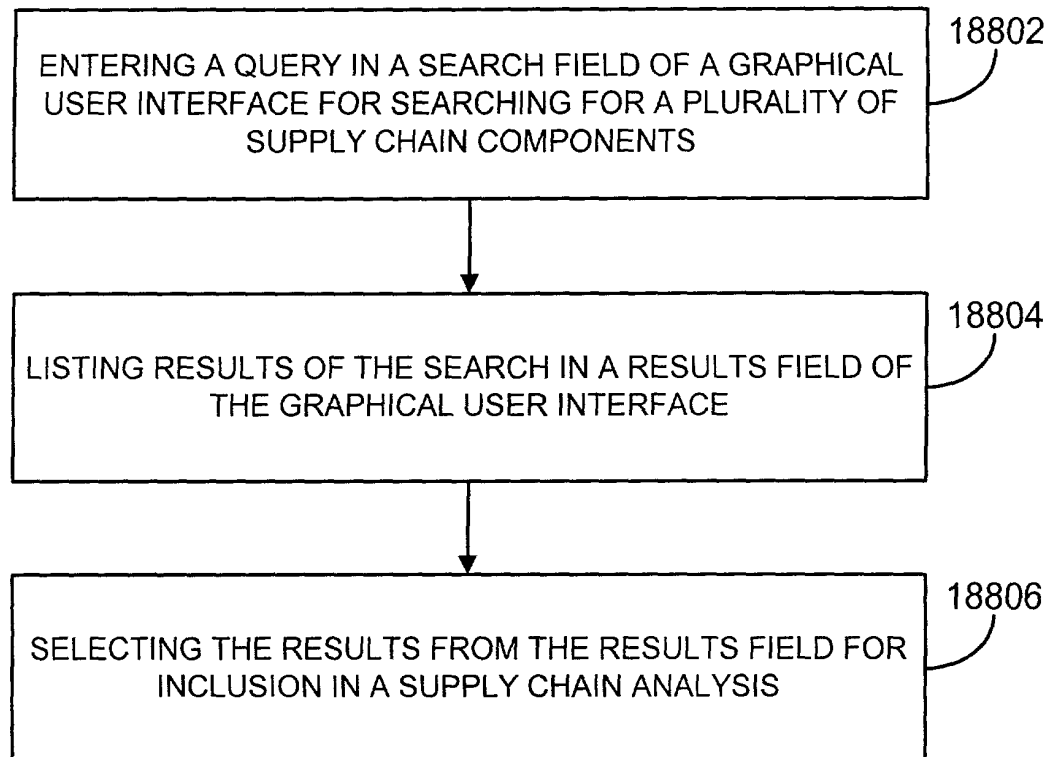 18802
ENTERING A QUERY IN A SEARCH FIELD OF A GRAPHICAL
USER INTERFACE FOR SEARCHING FOR A PLURALITY OF
SUPPLY CHAIN COMPONENTS
18804
LISTING RESULTS OF THE SEARCH IN A RESULTS FIELD OF
THE GRAPHICAL USER INTERFACE
18806
SELECTING THE RESULTS FROM THE RESULTS FIELD FOR
INCLUSION IN A SUPPLY CHAIN ANALYSIS